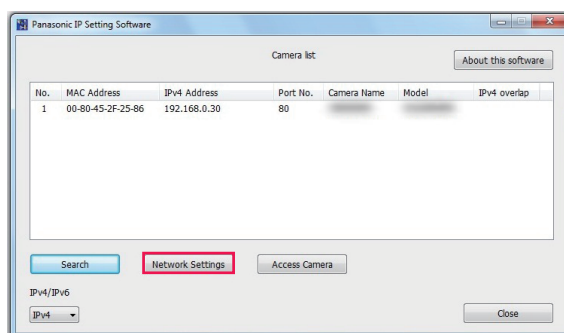 Panasonic IP Setting Software
Camera list
About this software
No. MAC Address IPv4 Address Port No. Camera Name Model IPv4 overlap
1 00-80-45-2F-25-86 192.168.0.30 80
Search Network Settings Access Camera
IPv4/IPv6
IPv4 Close